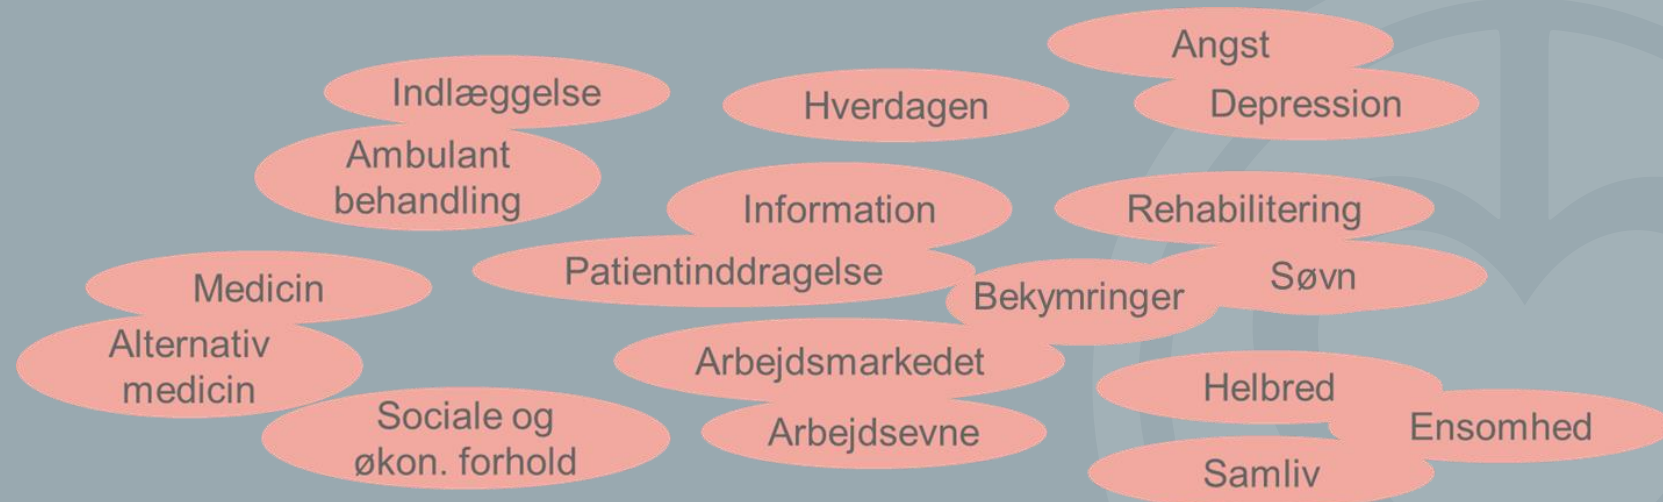 Angst
Depression
Indlæggelse
Ambulant
behandling
Hverdagen
Information
Patientinddragelse
Rehabilitering
Søvn
Bekymringer
Medicin
Alternativ
medicin
Sociale og
økon. forhold
Arbejdsmarkedet
Arbejdsevne
Helbred
Ensomhed
Samliv